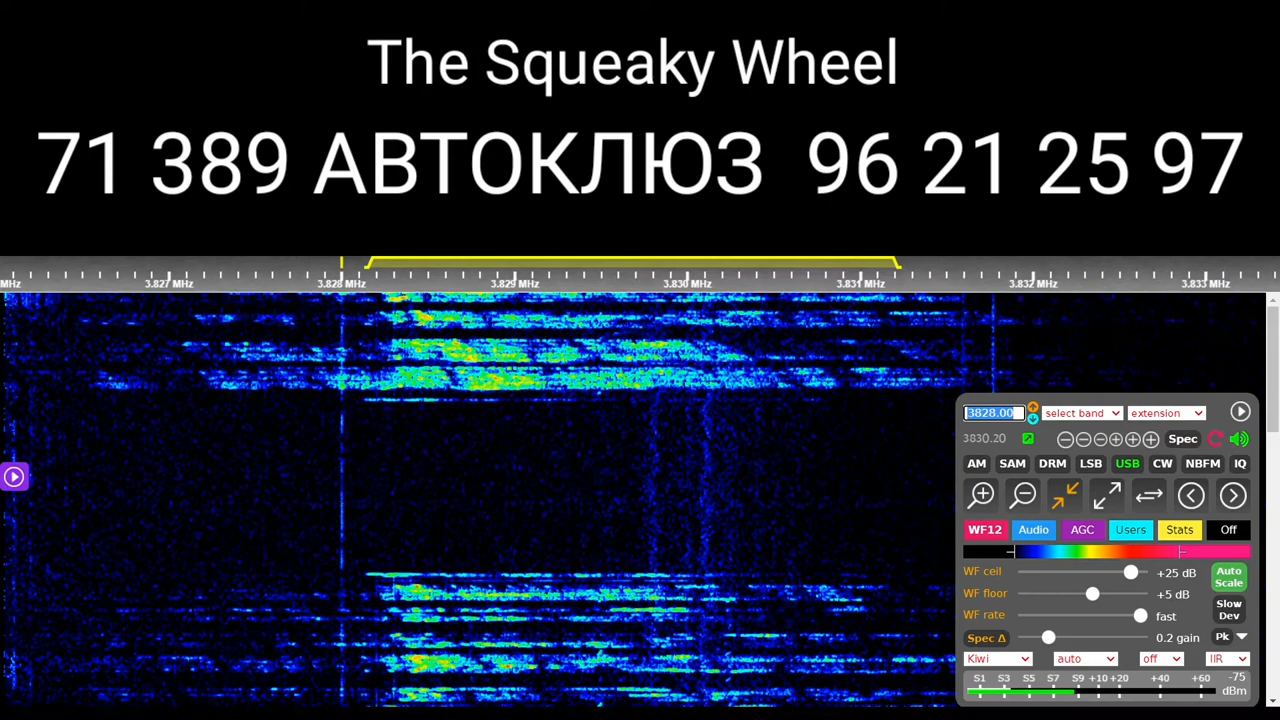 The Squeaky Wheel
71 389 АВТОКЛЮЗ 96 21 25 97
MHz 3.827 MHz 3.828 MHz 3.829 MHz 3.830 MHz 3.831 MHz 3.832 MHz 3.833 MHz
3828.00 select band extension
3830.20 Spec
AM SAM DRM LSB USB CW NBFM IQ
WF12 Audio AGC Users Stats Off
WF ceil +25 dB Auto Scale
WF floor +5 dB
WF rate fast Slow Dev
Spec Δ 0.2 gain Pk
Kiwi auto off IIR
S1 S3 S5 S7 S9 +10 +20 +40 +60 -75 dBm